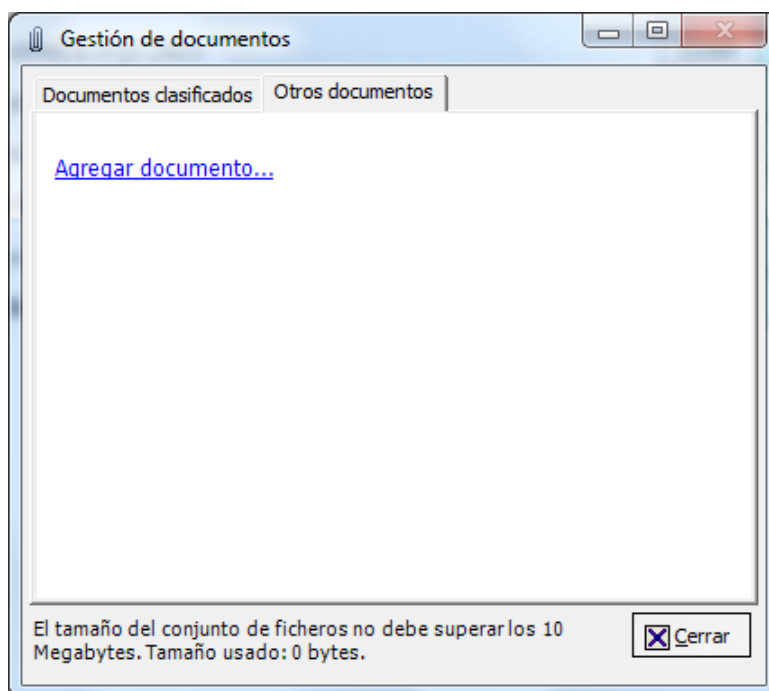 Gestión de documentos
Documentos clasificados Otros documentos
Agregar documento...
El tamaño del conjunto de ficheros no debe superar los 10
Megabytes. Tamaño usado: 0 bytes.
Cerrar